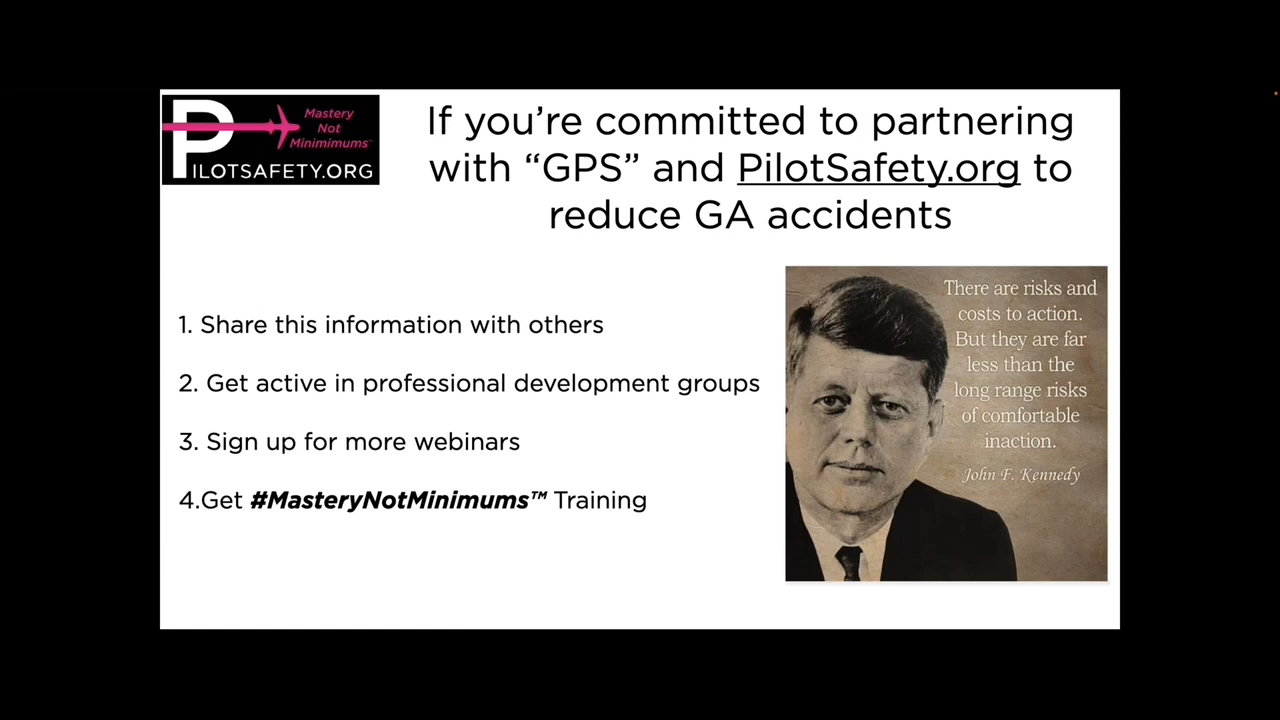 Mastery
Not
Minimimums™
PILOTSAFETY.ORG
If you’re committed to partnering
with “GPS” and PilotSafety.org to
reduce GA accidents
1. Share this information with others
2. Get active in professional development groups
3. Sign up for more webinars
4.Get #MasteryNotMinimums™ Training
There are risks and
costs to action.
But they are far
less than the
long range risks
of comfortable
inaction.
John F. Kennedy